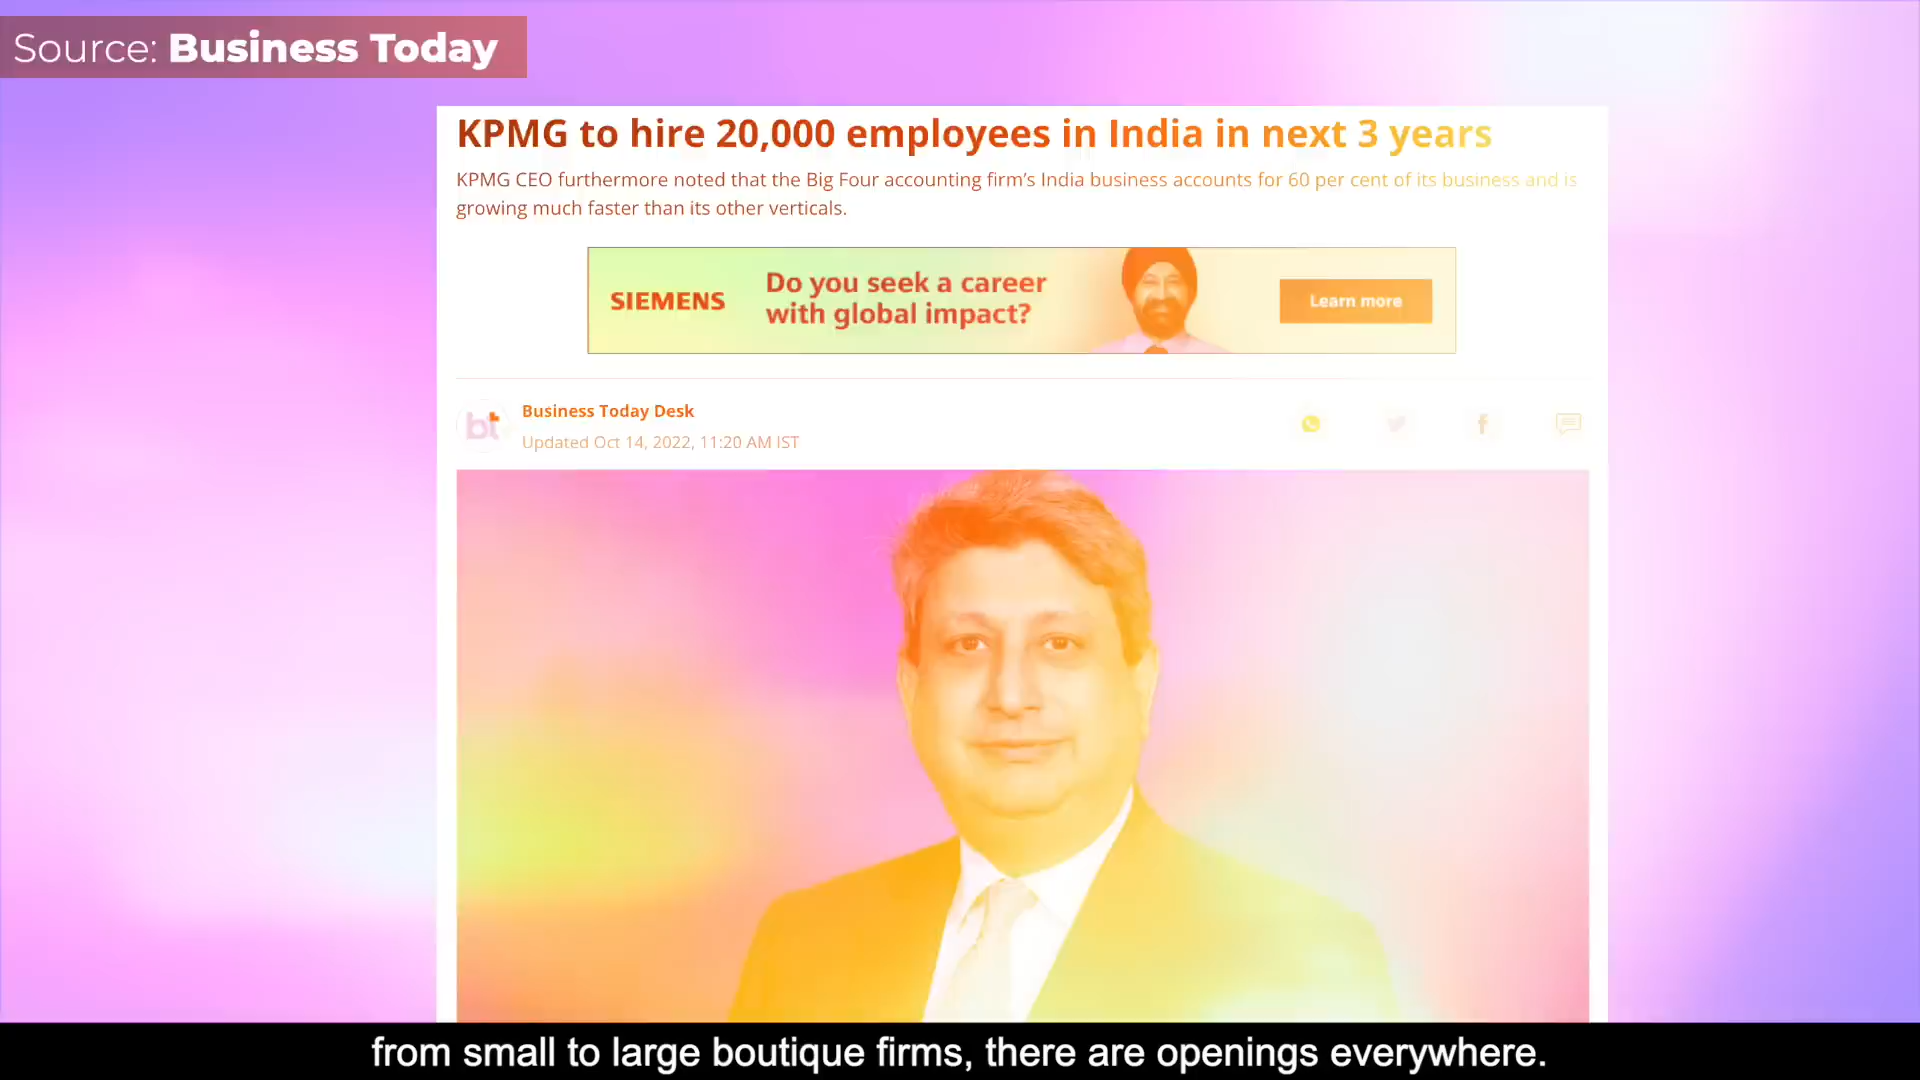 Source: Business Today
KPMG to hire 20,000 employees in India in next 3 years
KPMG CEO furthermore noted that the Big Four accounting firm’s India business accounts for 60 per cent of its business and is
growing much faster than its other verticals.
SIEMENS
Do you seek a career
with global impact?
Learn more
bt
Business Today Desk
Updated Oct 14, 2022, 11:20 AM IST
from small to large boutique firms, there are openings everywhere.